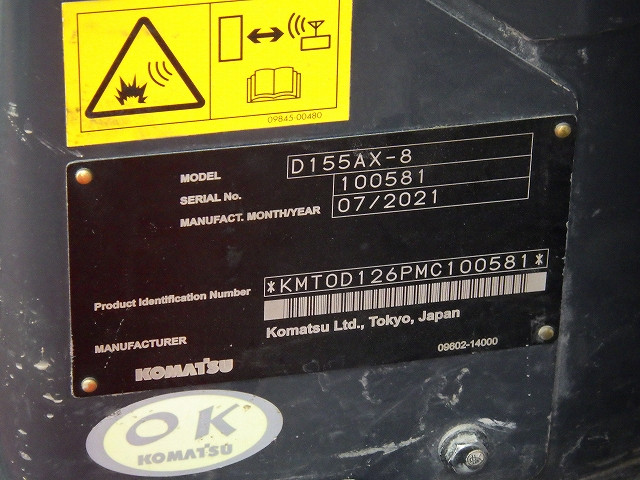 09845-00480
MODEL D155AX-8
SERIAL No. 100581
MANUFACT. MONTH/YEAR 07/2021
Product Identification Number *KMT0D126PMC100581*
MANUFACTURER Komatsu Ltd., Tokyo, Japan
KOMATSU 09602-14000
OK
KOMATSU